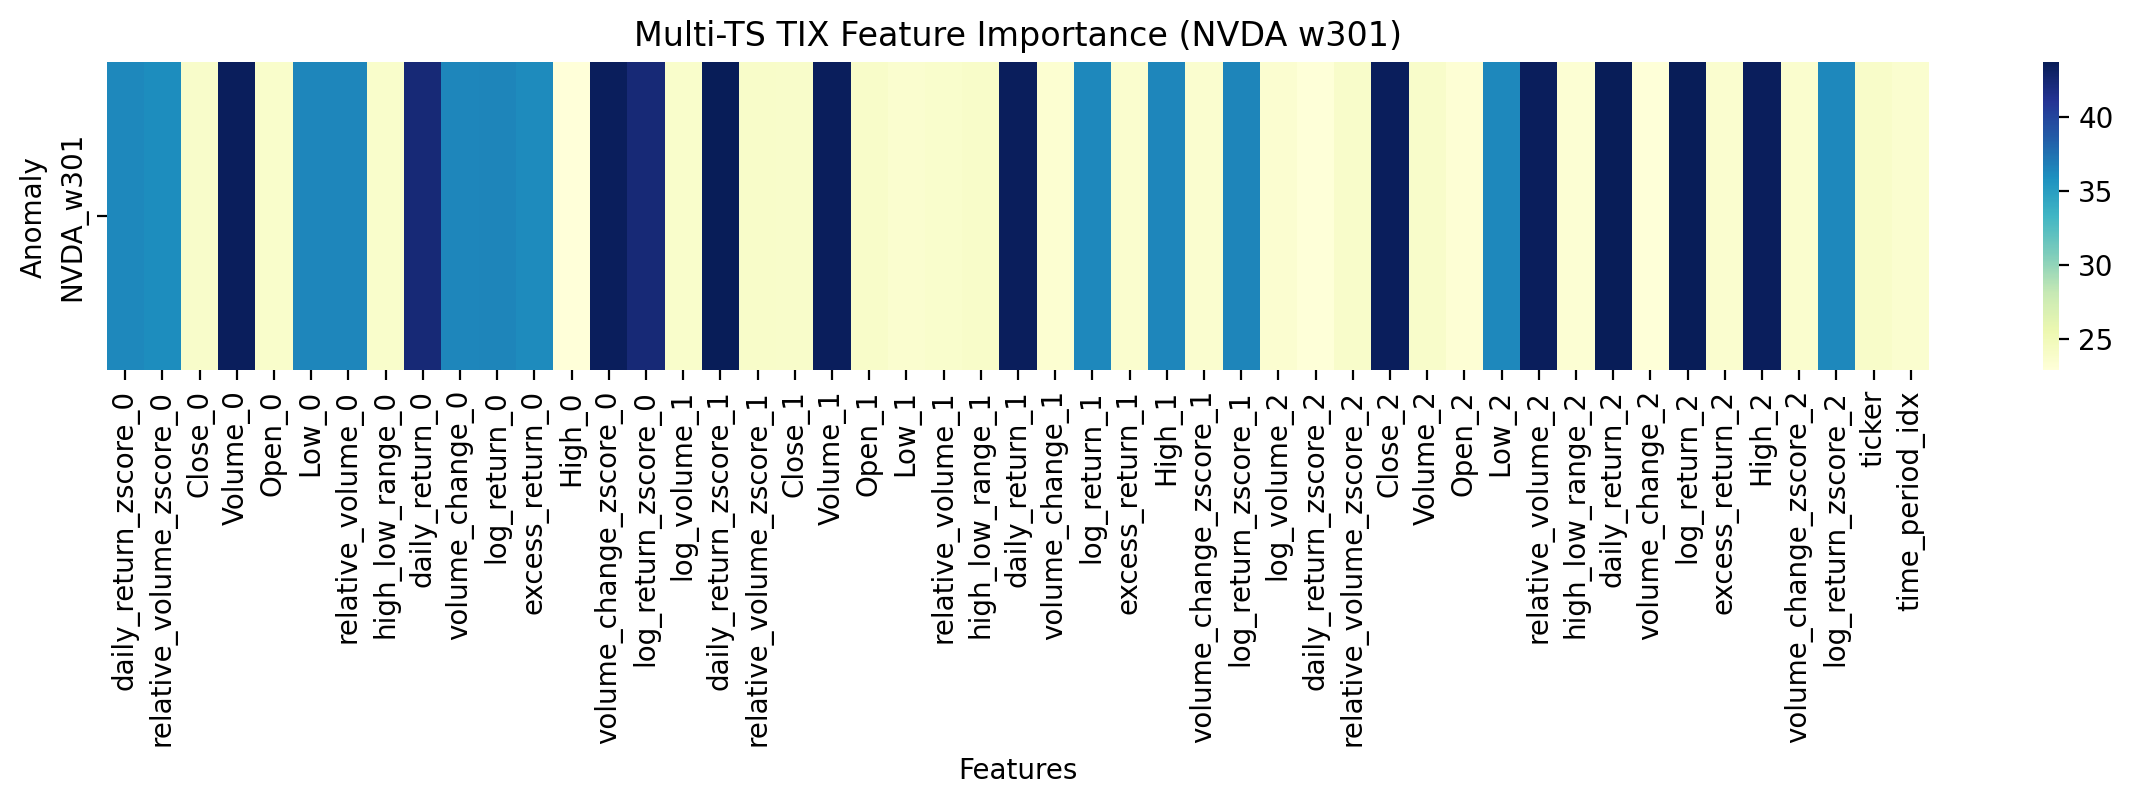 Multi-TS TIX Feature Importance (NVDA w301)
Anomaly
NVDA_w301
40
35
30
25
daily_return_zscore_0
relative_volume_zscore_0
Close_0
Volume_0
Open_0
Low_0
relative_volume_0
high_low_range_0
daily_return_0
volume_change_0
log_return_0
excess_return_0
High_0
volume_change_zscore_0
log_return_zscore_0
log_volume_1
daily_return_zscore_1
relative_volume_zscore_1
Close_1
Volume_1
Open_1
Low_1
relative_volume_1
high_low_range_1
daily_return_1
volume_change_1
log_return_1
excess_return_1
High_1
volume_change_zscore_1
log_return_zscore_1
log_volume_2
daily_return_zscore_2
relative_volume_zscore_2
Close_2
Volume_2
Open_2
Low_2
relative_volume_2
high_low_range_2
daily_return_2
volume_change_2
log_return_2
excess_return_2
High_2
volume_change_zscore_2
log_return_zscore_2
ticker
time_period_idx
Features